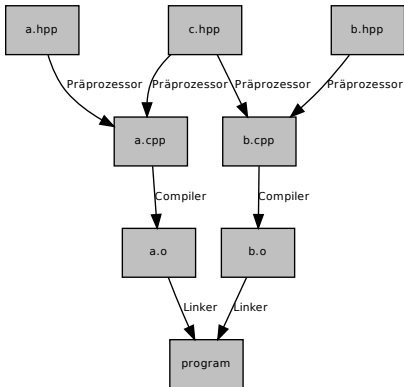 a.hpp
c.hpp
b.hpp
Präprozessor
Präprozessor
Präprozessor
Präprozessor
a.cpp
b.cpp
Compiler
Compiler
a.o
b.o
Linker
Linker
program